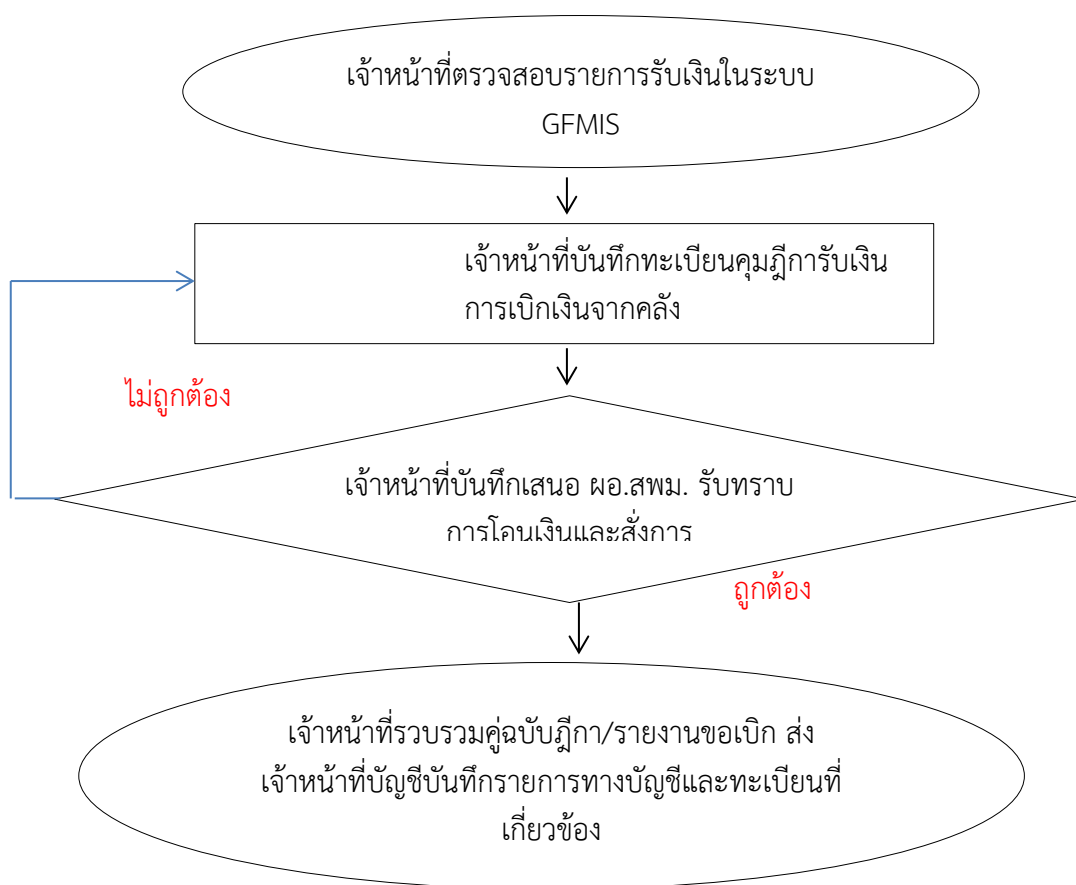 เจ้าหน้าที่ตรวจสอบรายการรับเงินในระบบ
GFMIS
เจ้าหน้าที่บันทึกทะเบียนคุมฎีการับเงิน
การเบิกเงินจากคลัง
ไม่ถูกต้อง
เจ้าหน้าที่บันทึกเสนอ ผอ.สพม. รับทราบ
การโอนเงินและสั่งการ
ถูกต้อง
เจ้าหน้าที่รวบรวมคู่ฉบับฎีกา/รายงานขอเบิก ส่ง
เจ้าหน้าที่บัญชีบันทึกรายการทางบัญชีและทะเบียนที่
เกี่ยวข้อง